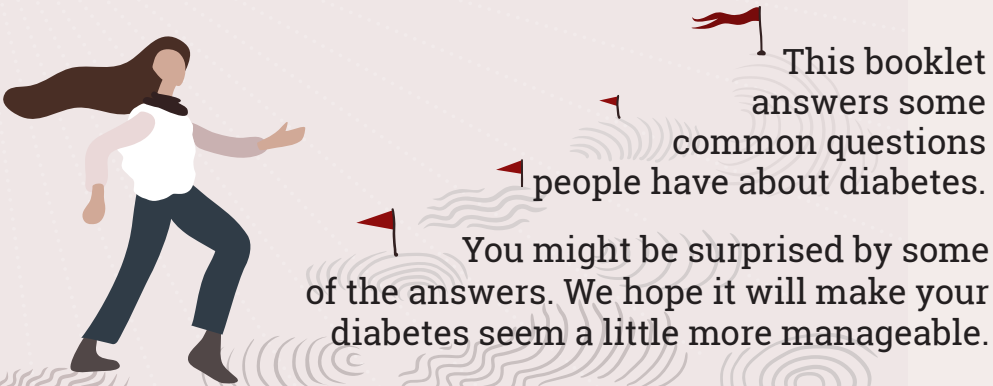 This booklet
answers some
common questions
people have about diabetes.
You might be surprised by some
of the answers. We hope it will make your
diabetes seem a little more manageable.